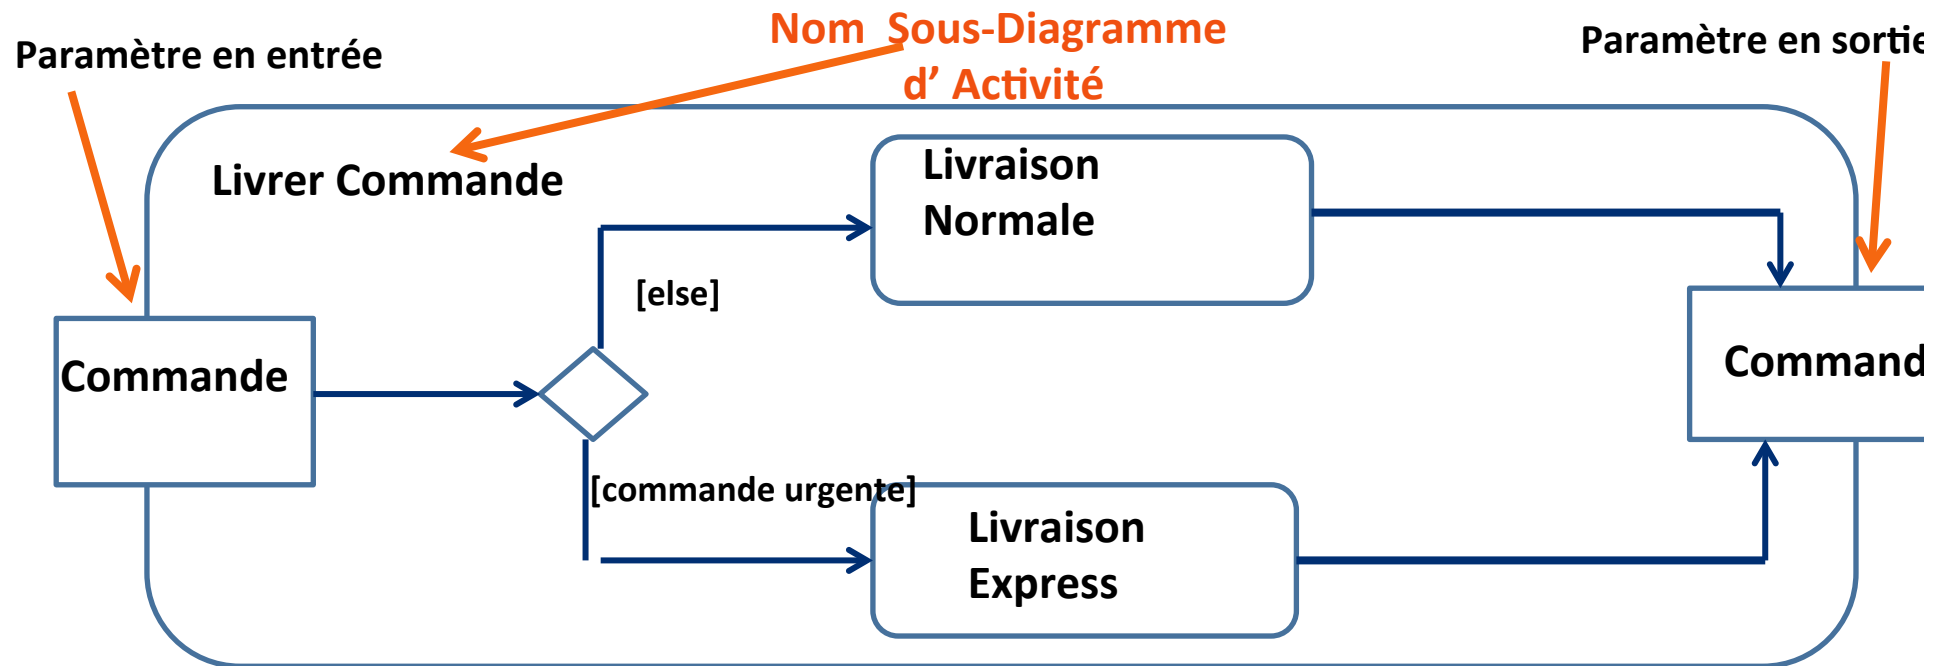 Nom Sous-Diagramme
d’ Activité
Paramètre en entrée
Paramètre en sortie
Livrer Commande
Livraison
Normale
[else]
Commande
Command
[commande urgente]
Livraison
Express